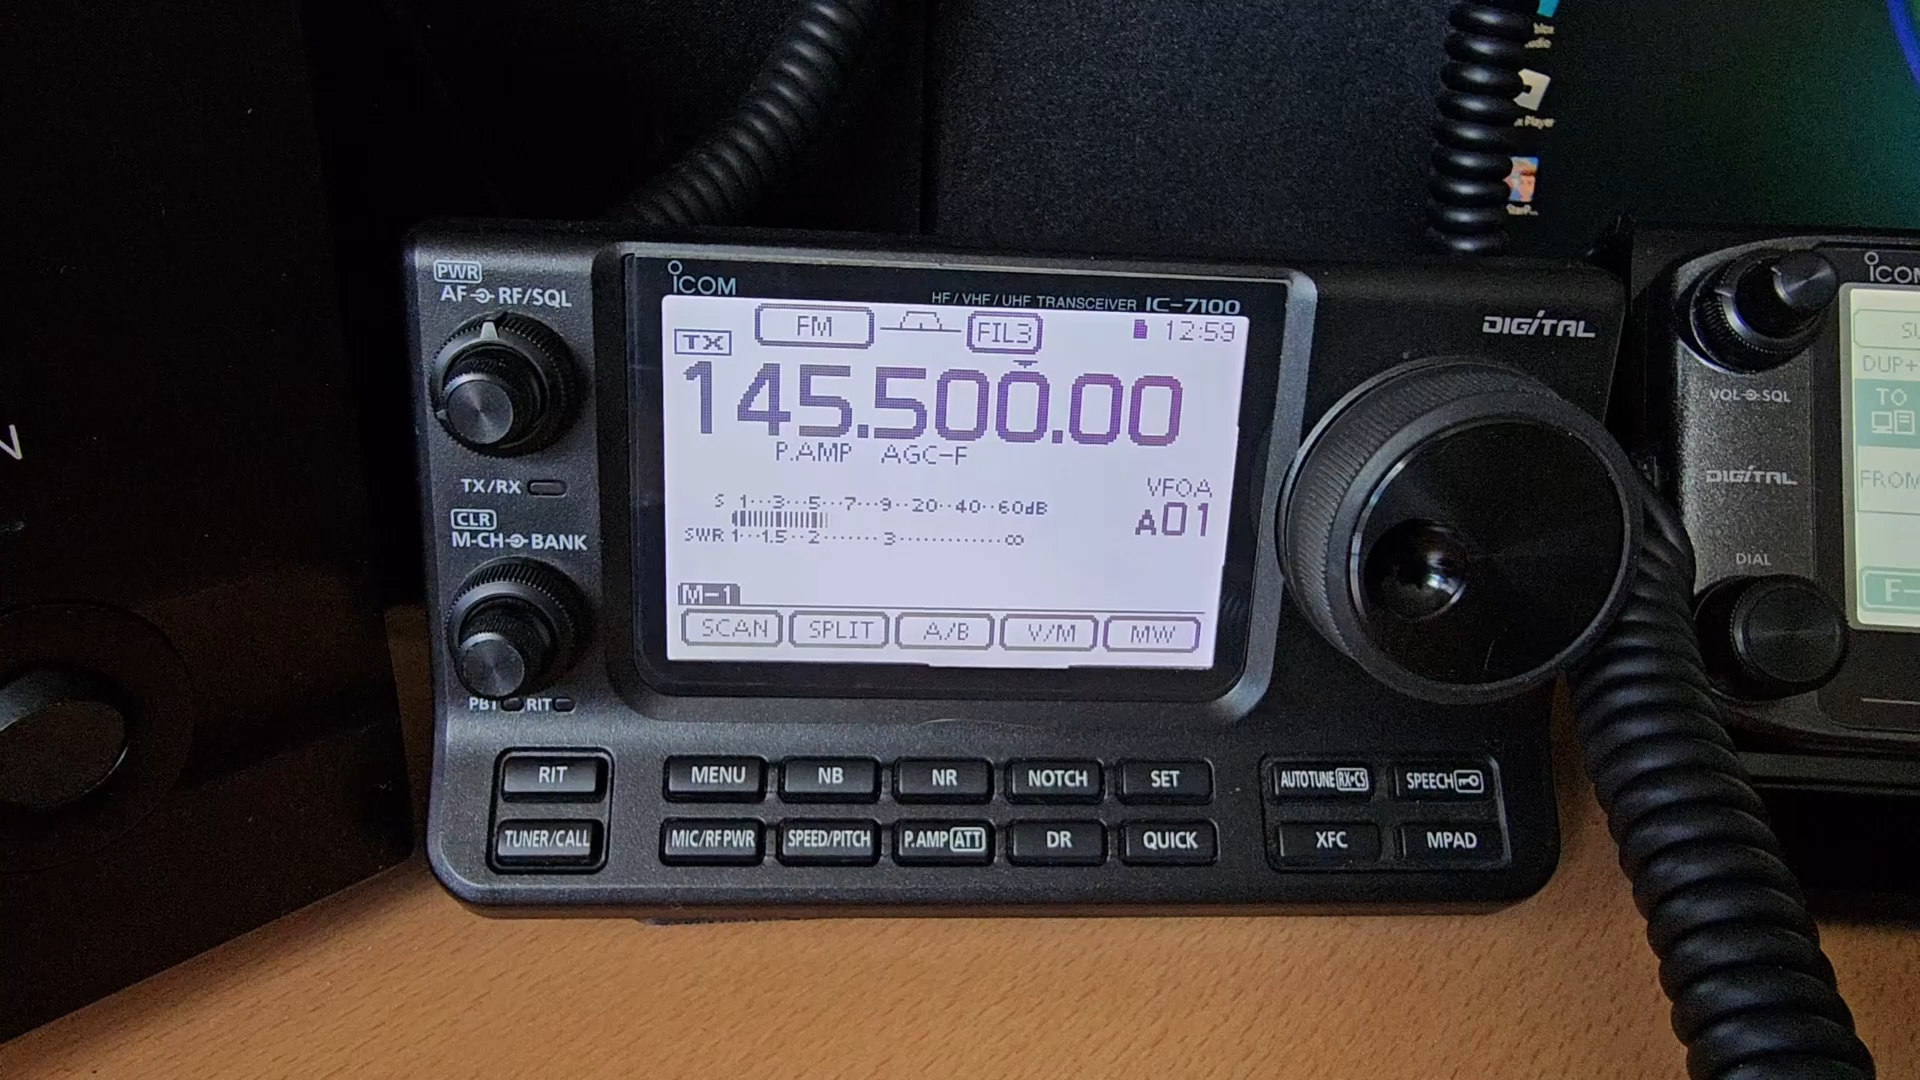 iCOM
HF/VHF/UHF TRANSCEIVER IC-7100
PWR
AF RF/SQL
TX/RX
CLR
M-CH BANK
PBT RIT
FM FIL3 12:59
TX
145.500.00
P.AMP AGC-F
VFOA
A01
S 1···3···5···7···9··20··40··60dB
SWR 1···1.5··2·······3············∞
M-1
SCAN SPLIT A/B V/M MW
DIGITAL
RIT MENU NB NR NOTCH SET AUTOTUNE RX→CS SPEECH
TUNER/CALL MIC/RF PWR SPEED/PITCH P.AMP ATT DR QUICK XFC MPAD
VOL SQL
DIGITAL
DIAL
DUP+
TO
FROM